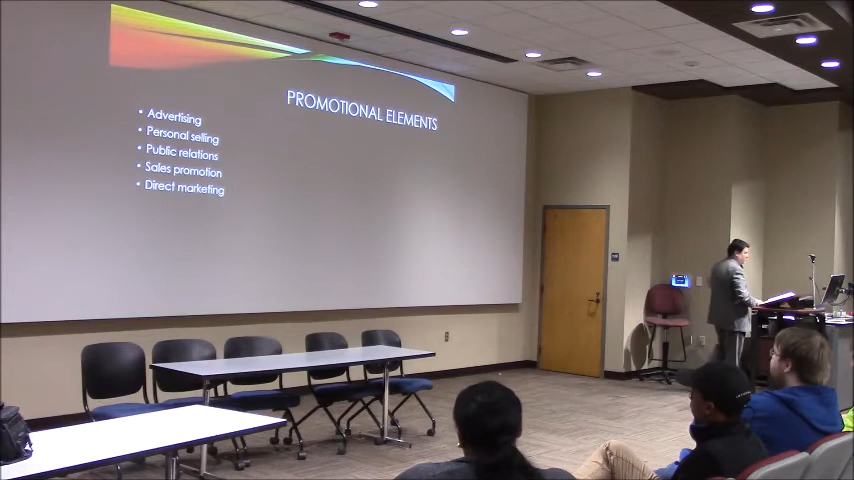 PROMOTIONAL ELEMENTS
• Advertising
• Personal selling
• Public relations
• Sales promotion
• Direct marketing